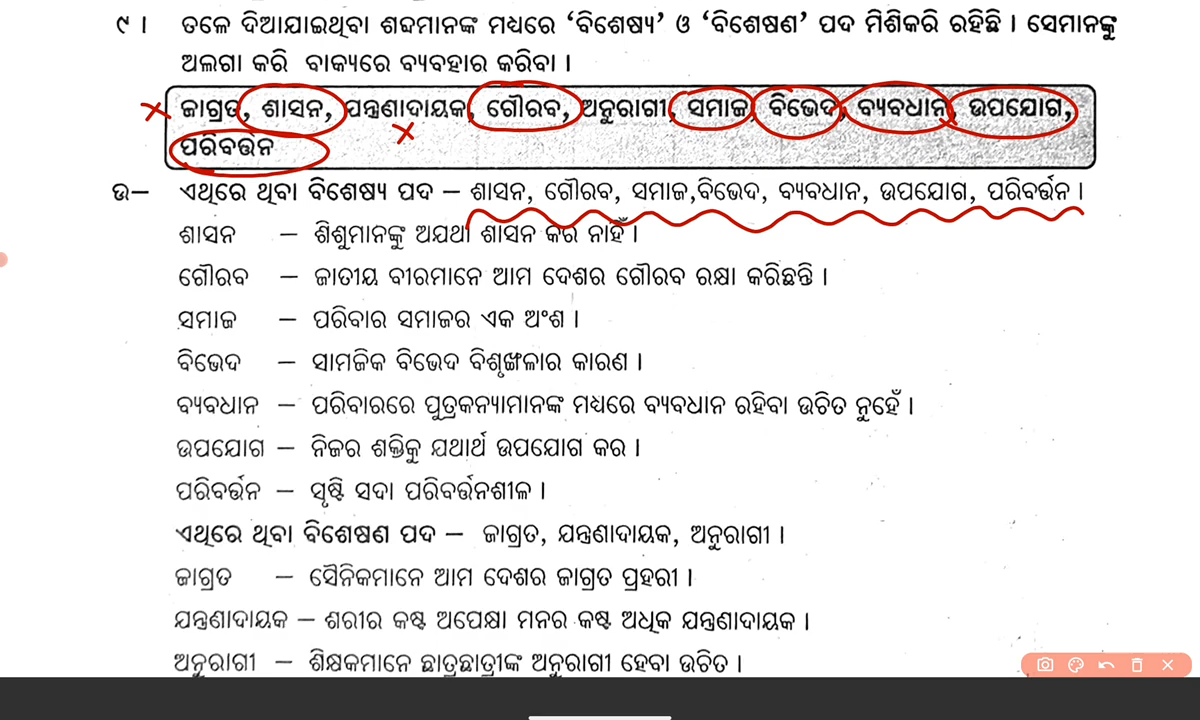 ୯ । ତଳେ ଦିଆଯାଇଥିବା ଶବ୍ଦମାନଙ୍କ ମଧ୍ୟରେ ‘ବିଶେଷ୍ୟ’ ଓ ‘ବିଶେଷଣ’ ପଦ ମିଶିକରି ରହିଛି । ସେମାନଙ୍କୁ
ଅଲଗା କରି ବାକ୍ୟରେ ବ୍ୟବହାର କରିବା ।
ଜାଗ୍ରତ, ଶାସନ, ଯନ୍ତ୍ରଣାଦାୟକ, ଗୌରବ, ଅନୁରାଗୀ, ସମାଜ, ବିଭେଦ, ବ୍ୟବଧାନ, ଉପଯୋଗ,
ପରିବର୍ତ୍ତନ
ଉ– ଏଥିରେ ଥିବା ବିଶେଷ୍ୟ ପଦ – ଶାସନ, ଗୌରବ, ସମାଜ,ବିଭେଦ, ବ୍ୟବଧାନ, ଉପଯୋଗ, ପରିବର୍ତ୍ତନ ।
ଶାସନ – ଶିଶୁମାନଙ୍କୁ ଅଯଥା ଶାସନ କର ନାହିଁ ।
ଗୌରବ – ଜାତୀୟ ବୀରମାନେ ଆମ ଦେଶର ଗୌରବ ରକ୍ଷା କରିଛନ୍ତି ।
ସମାଜ – ପରିବାର ସମାଜର ଏକ ଅଂଶ ।
ବିଭେଦ – ସାମାଜିକ ବିଭେଦ ବିଶୃଙ୍ଖଳାର କାରଣ ।
ବ୍ୟବଧାନ – ପରିବାରରେ ପୁତ୍ରକନ୍ୟାମାନଙ୍କ ମଧ୍ୟରେ ବ୍ୟବଧାନ ରହିବା ଉଚିତ ନୁହେଁ ।
ଉପଯୋଗ – ନିଜର ଶକ୍ତିକୁ ଯଥାର୍ଥ ଉପଯୋଗ କର ।
ପରିବର୍ତ୍ତନ – ସୃଷ୍ଟି ସଦା ପରିବର୍ତ୍ତନଶୀଳ ।
ଏଥିରେ ଥିବା ବିଶେଷଣ ପଦ – ଜାଗ୍ରତ, ଯନ୍ତ୍ରଣାଦାୟକ, ଅନୁରାଗୀ ।
ଜାଗ୍ରତ – ସୈନିକମାନେ ଆମ ଦେଶର ଜାଗ୍ରତ ପ୍ରହରୀ ।
ଯନ୍ତ୍ରଣାଦାୟକ – ଶରୀର କଷ୍ଟ ଅପେକ୍ଷା ମନର କଷ୍ଟ ଅଧିକ ଯନ୍ତ୍ରଣାଦାୟକ ।
ଅନୁରାଗୀ – ଶିକ୍ଷକମାନେ ଛାତ୍ରଛାତ୍ରୀଙ୍କ ଅନୁରାଗୀ ହେବା ଉଚିତ ।